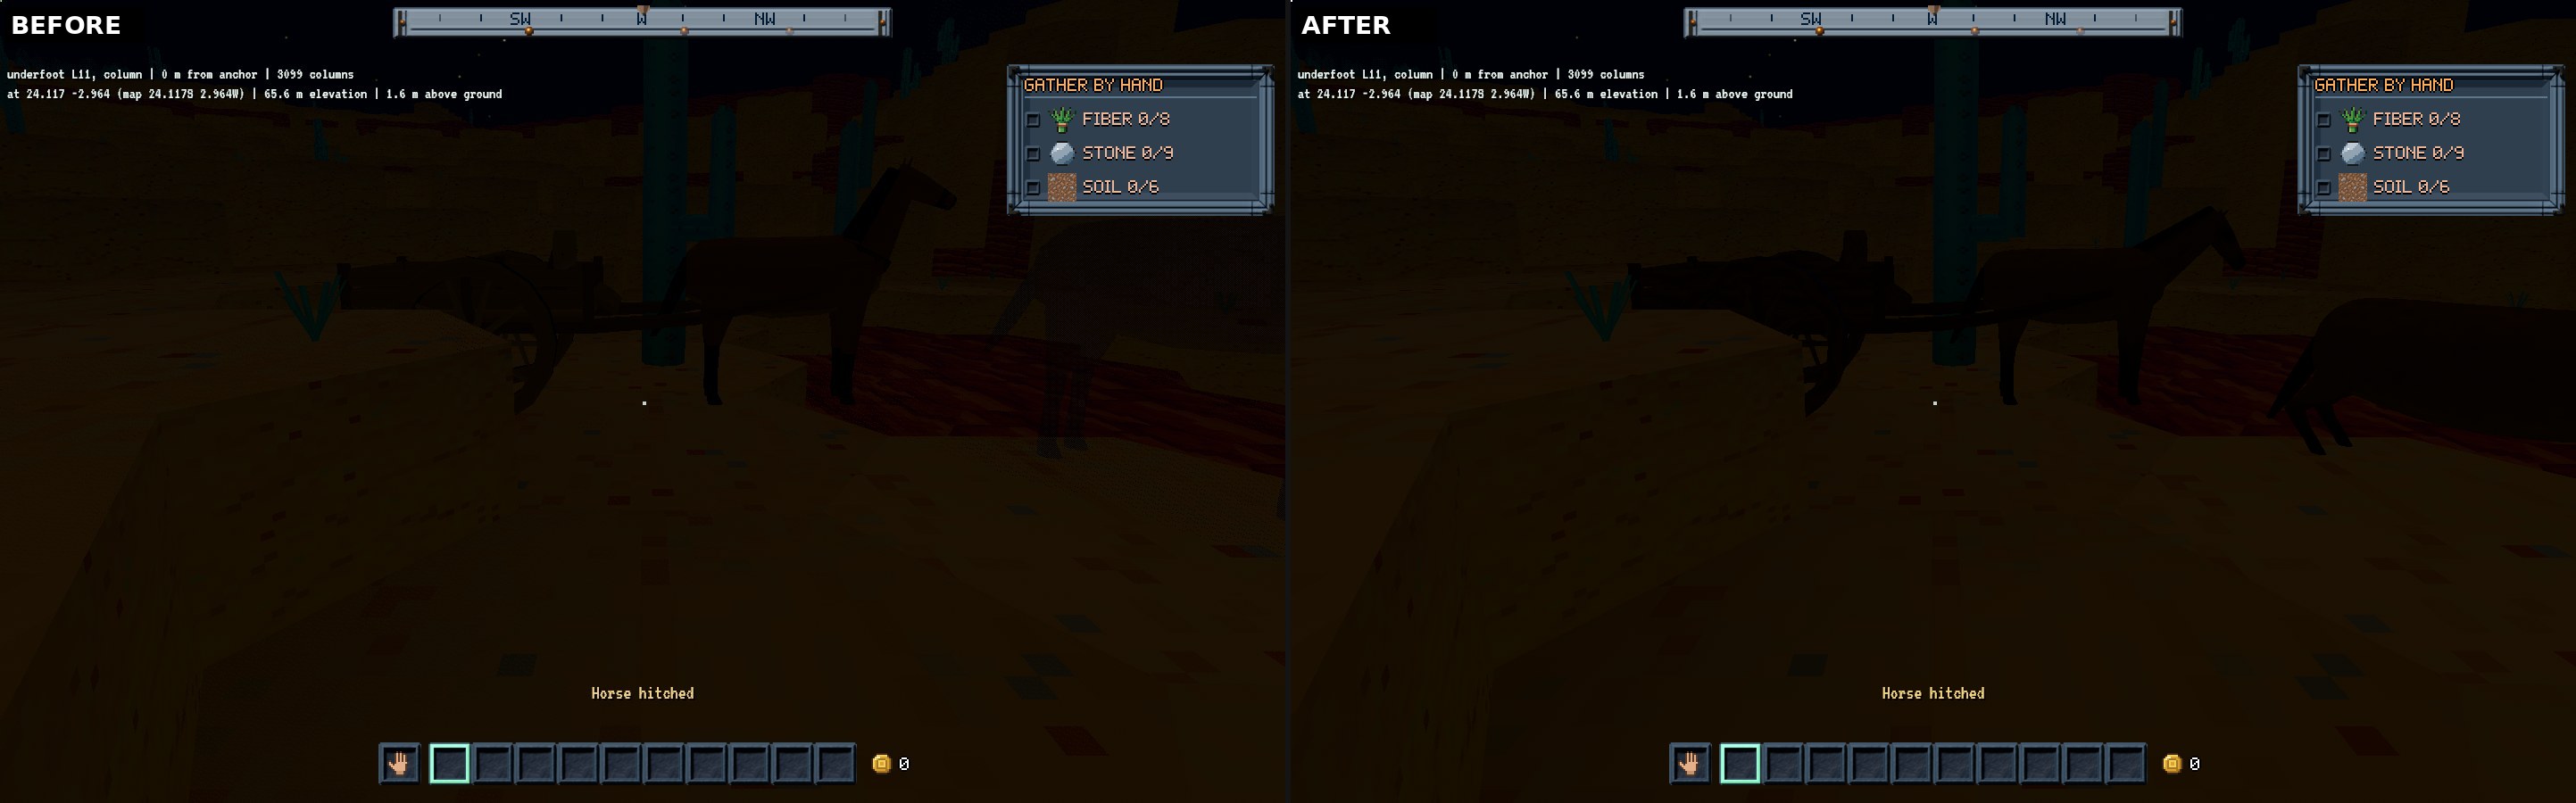 BEFORE
SW W NW
underfoot L11, column | 0 m from anchor | 3099 columns
at 24.117 -2.964 (map 24.117S 2.964W) | 65.6 m elevation | 1.6 m above ground
GATHER BY HAND
FIBER 0/8
STONE 0/9
SOIL 0/6
Horse hitched
0
AFTER
SW W NW
underfoot L11, column | 0 m from anchor | 3099 columns
at 24.117 -2.964 (map 24.117S 2.964W) | 65.6 m elevation | 1.6 m above ground
GATHER BY HAND
FIBER 0/8
STONE 0/9
SOIL 0/6
Horse hitched
0